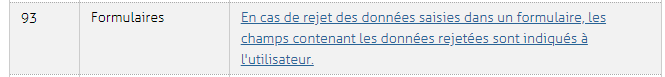 93 Formulaires En cas de rejet des données saisies dans un formulaire, les
champs contenant les données rejetées sont indiqués à
l'utilisateur.